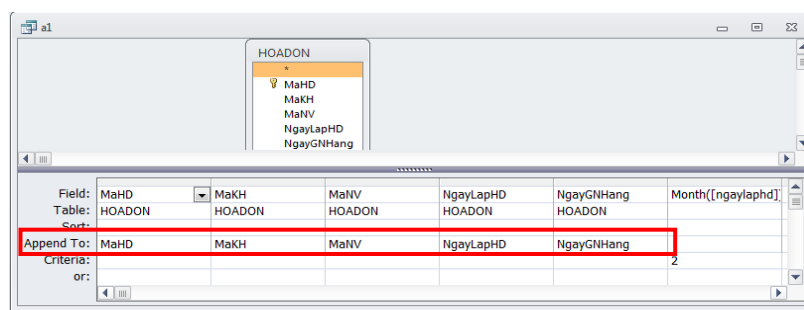 a1
HOADON
*
MaHD
MaKH
MaNV
NgayLapHD
NgayGNHang
Field: MaHD MaKH MaNV NgayLapHD NgayGNHang Month([ngaylaphd])
Table: HOADON HOADON HOADON HOADON HOADON
Sort:
Append To: MaHD MaKH MaNV NgayLapHD NgayGNHang
Criteria: 2
or: